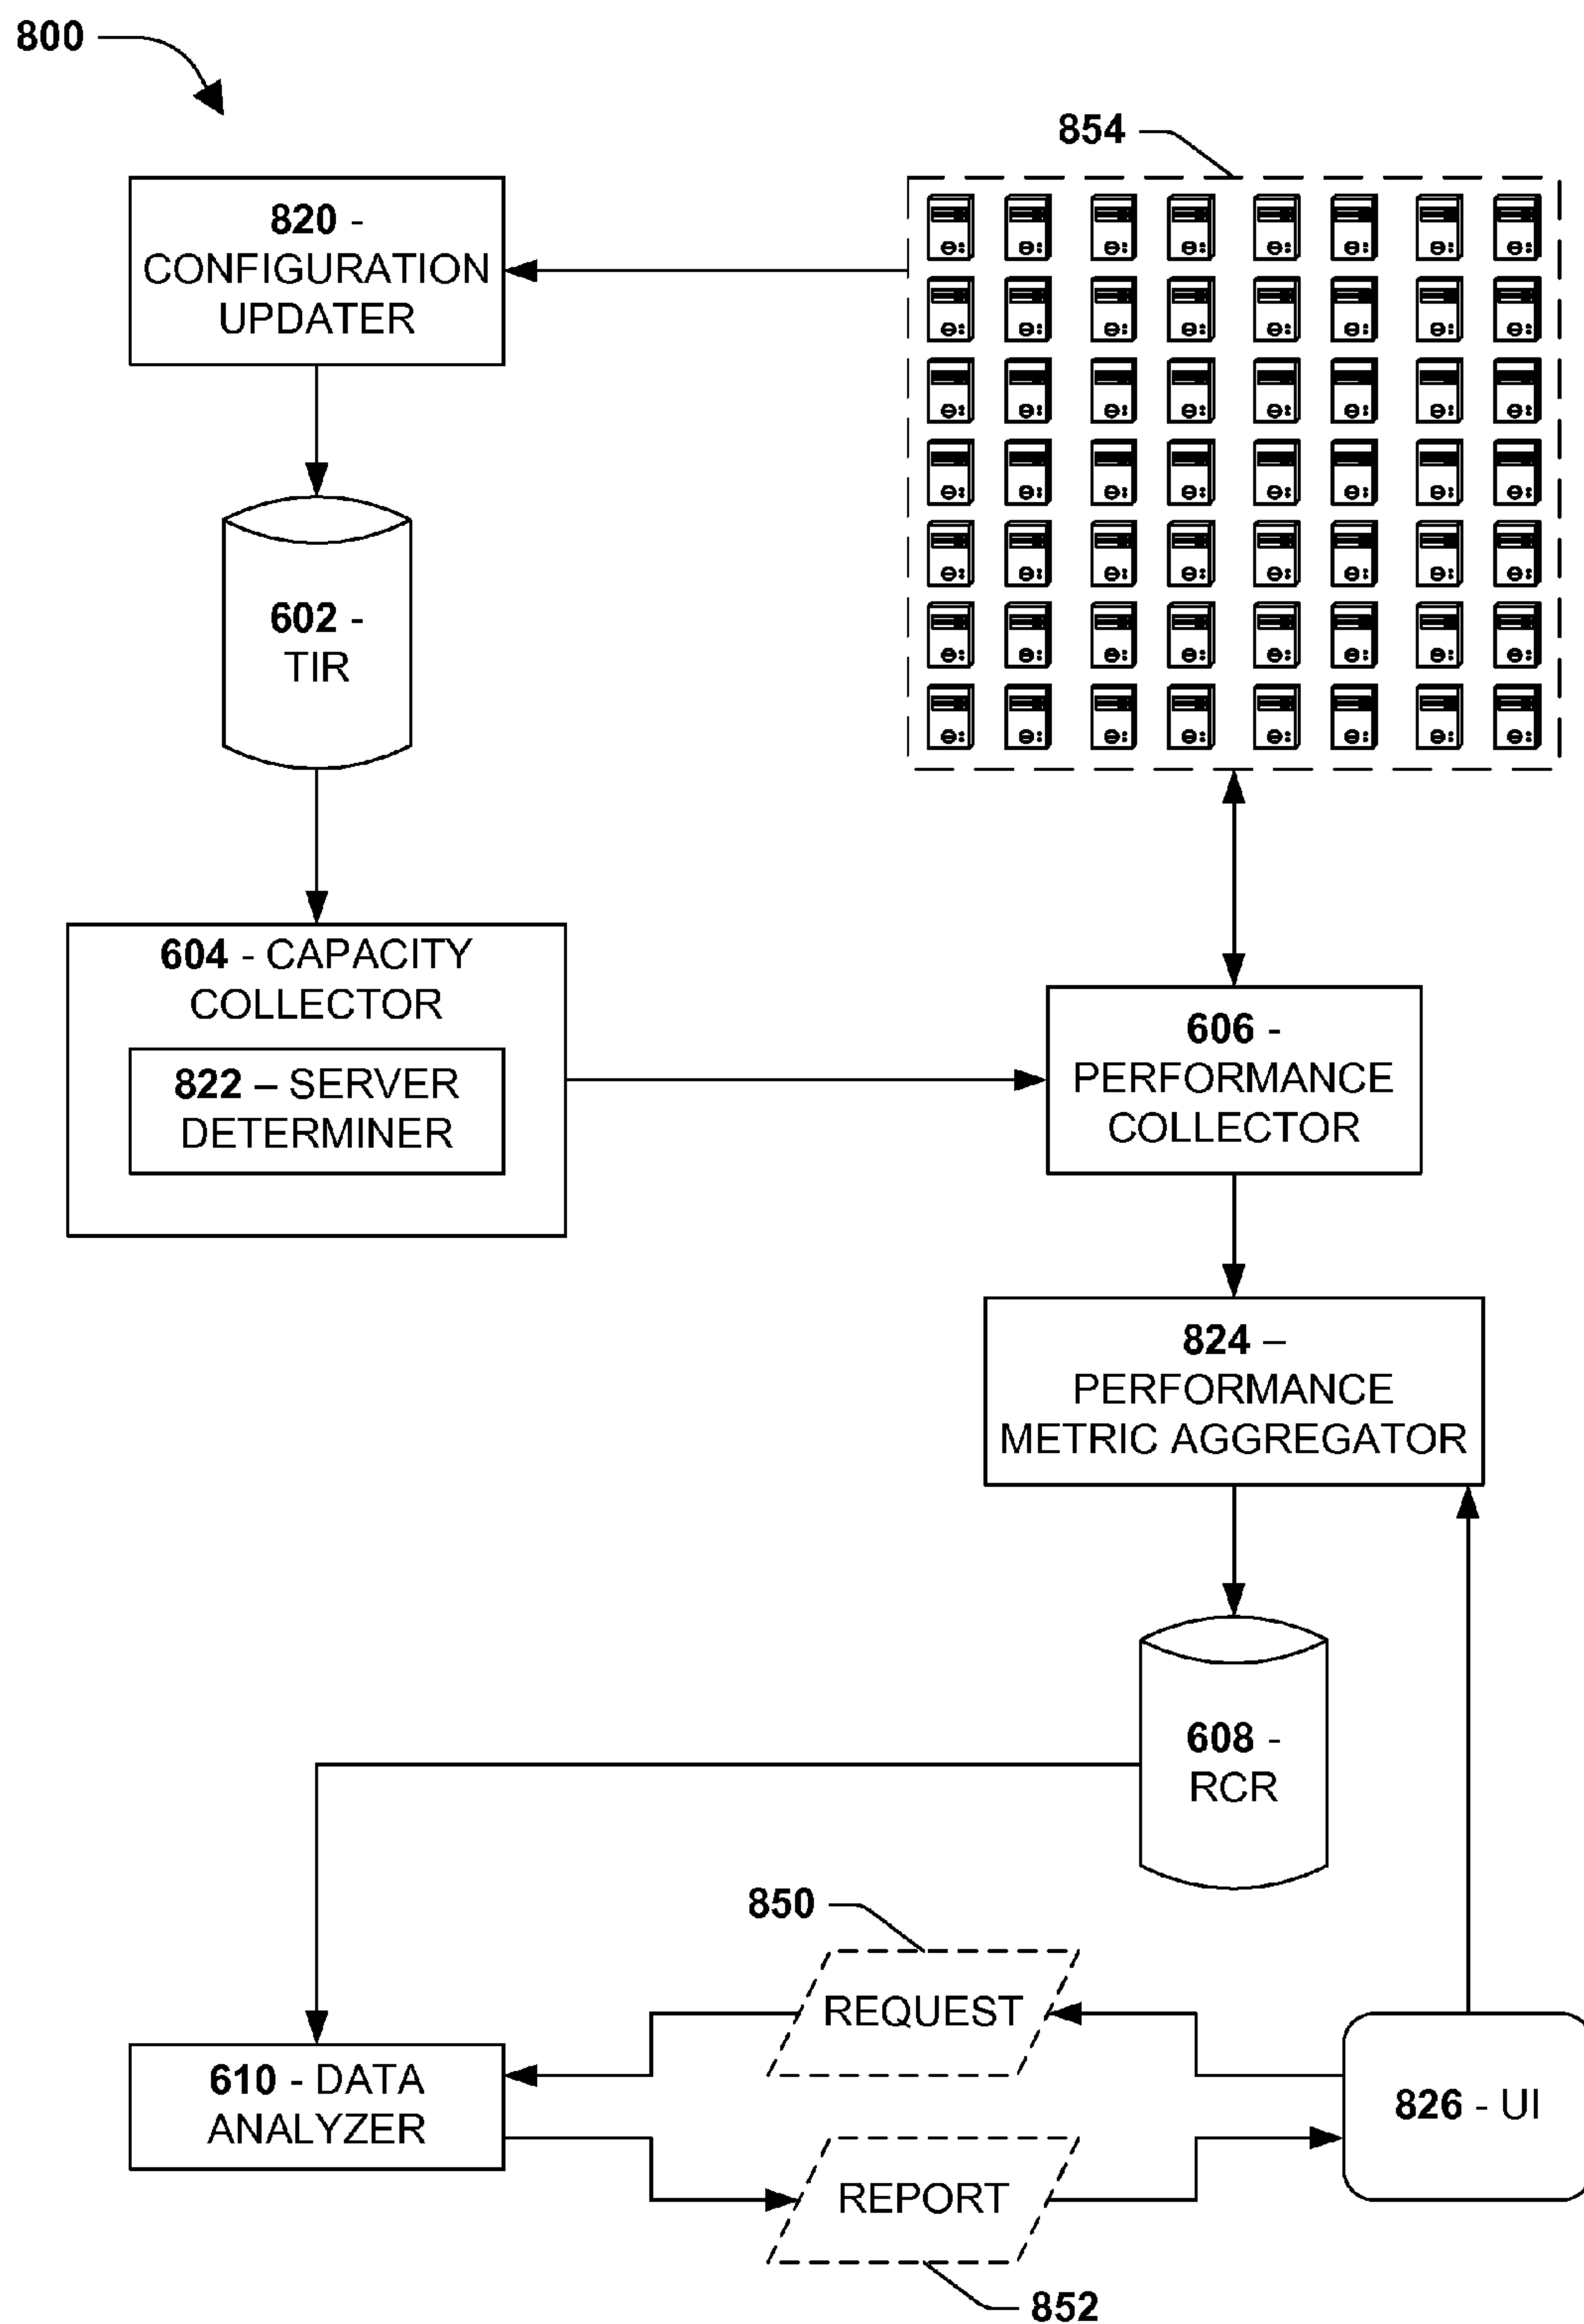 800
854
820 -
CONFIGURATION
UPDATER
602 -
TIR
604 - CAPACITY
COLLECTOR
822 – SERVER
DETERMINER
606 -
PERFORMANCE
COLLECTOR
824 –
PERFORMANCE
METRIC AGGREGATOR
608 -
RCR
850
REQUEST
610 - DATA
ANALYZER
826 - UI
REPORT
852